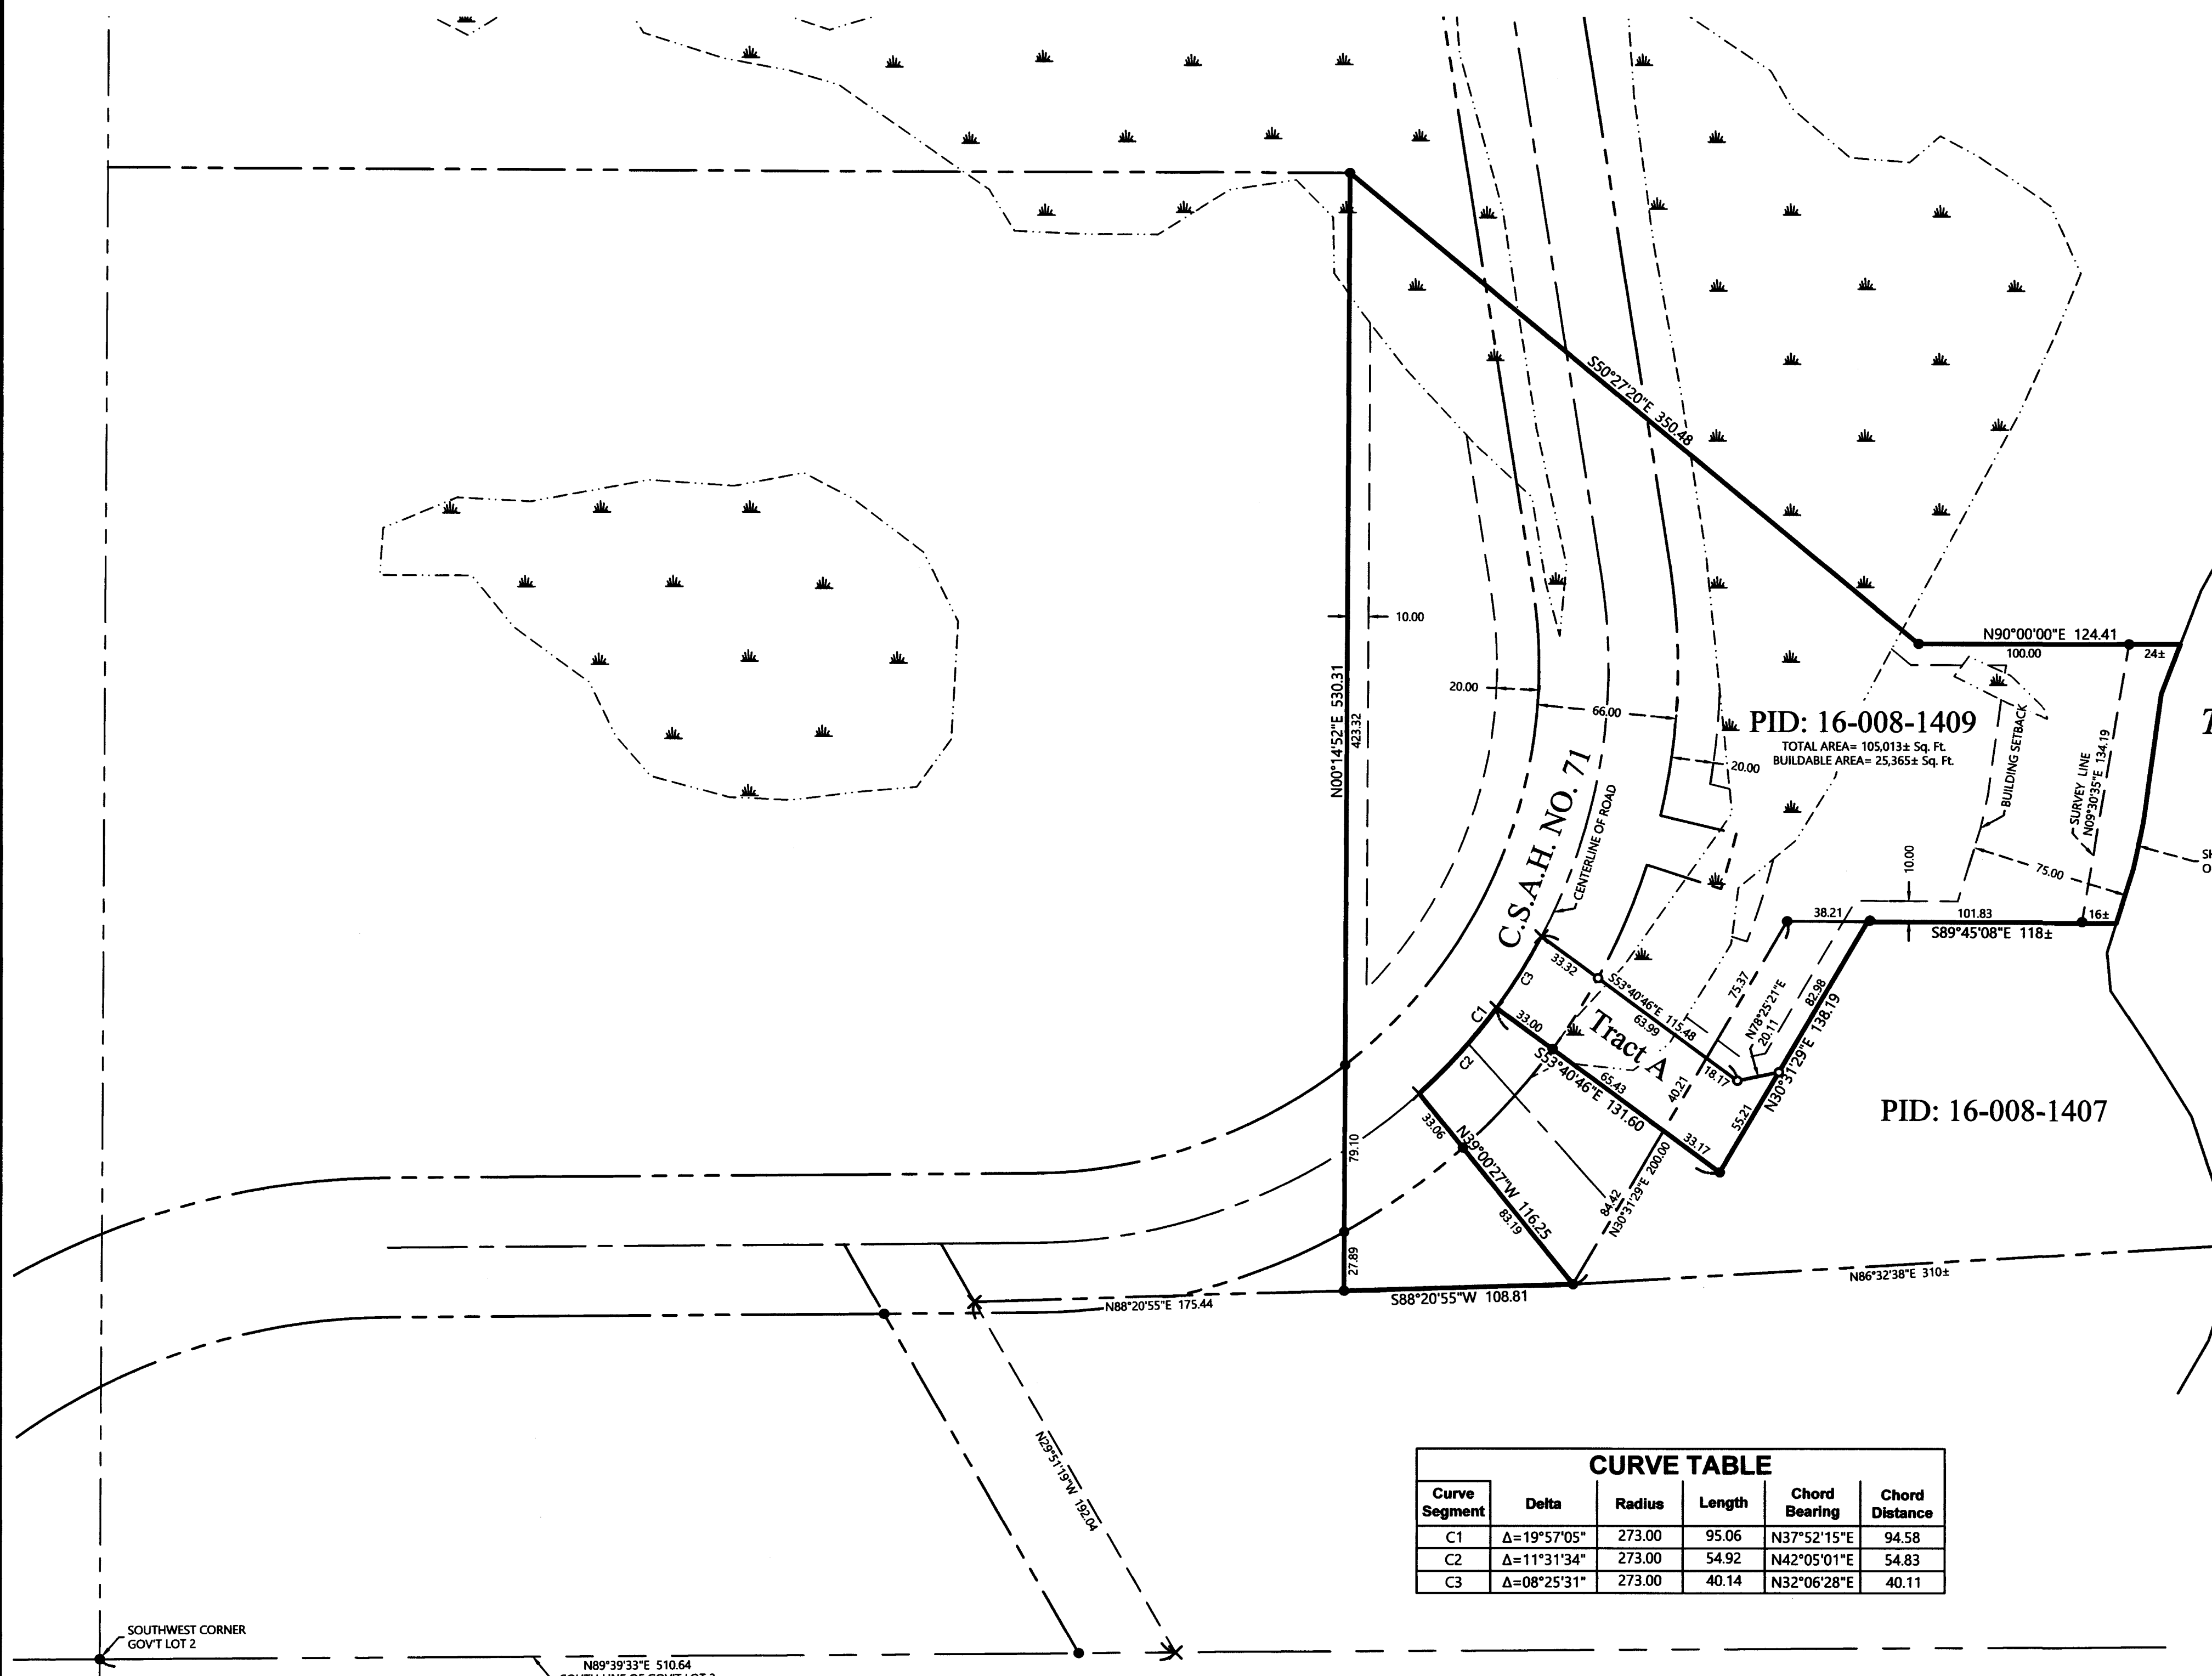 S50°27'20"E 350.48
10.00
N00°14'52"E 530.31
423.32
20.00
66.00
20.00
C.S.A.H. NO. 71
CENTERLINE OF ROAD
N90°00'00"E 124.41
100.00
24±
PID: 16-008-1409
TOTAL AREA= 105,013± Sq. Ft.
BUILDABLE AREA= 25,365± Sq. Ft.
BUILDING SETBACK
SURVEY LINE
N09°30'35"E 134.19
10.00
75.00
38.21
101.83
16±
S89°45'08"E 118±
33.32
C3
S53°40'46"E 115.48
63.99
18.17
75.37
N78°25'21"E
20.11
82.98
N30°31'29"E 138.19
55.21
C1
33.00
Tract A
S53°40'46"E 131.60
65.43
40.21
33.17
C2
PID: 16-008-1407
33.06
N39°00'27"W 116.25
83.19
84.42
N30°31'29"E 200.00
79.10
27.89
S88°20'55"W 108.81
N88°20'55"E 175.44
N86°32'38"E 310±
N29°51'19"W 192.04
CURVE TABLE
Curve Segment Delta Radius Length Chord Bearing Chord Distance
C1 Δ=19°57'05" 273.00 95.06 N37°52'15"E 94.58
C2 Δ=11°31'34" 273.00 54.92 N42°05'01"E 54.83
C3 Δ=08°25'31" 273.00 40.14 N32°06'28"E 40.11
SOUTHWEST CORNER
GOV'T LOT 2
N89°39'33"E 510.64